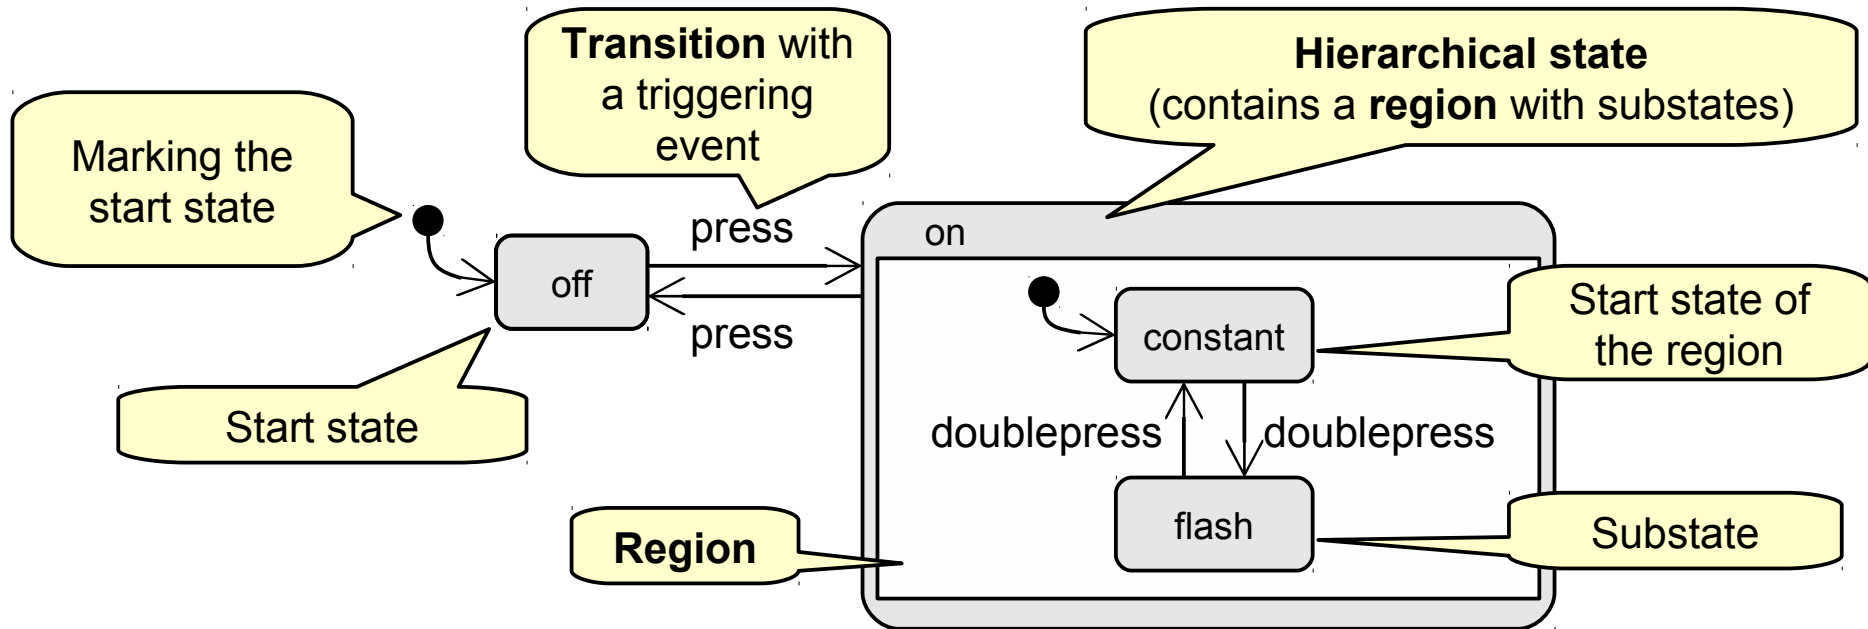 Transition with
a triggering
event
Hierarchical state
(contains a region with substates)
Marking the
start state
press
on
off
press
constant
Start state of
the region
Start state
doublepress
doublepress
flash
Substate
Region